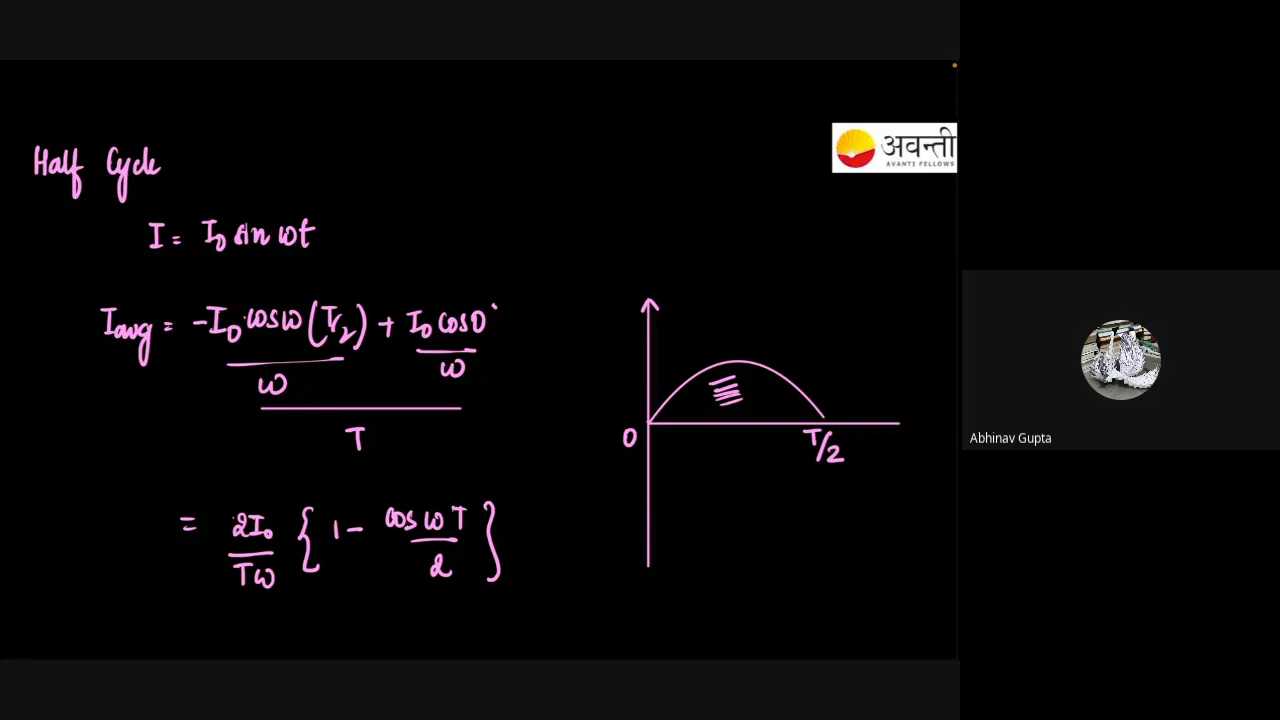 Half Cycle
अवन्ती
AVANTI FELLOWS
I = I₀ sin ωt
Iavg = -I₀ cos ω(T/2) + I₀ cos 0°
ω ω
T
= 2I₀ { 1 - cos ω T }
Tω 2
0 T/2
Abhinav Gupta